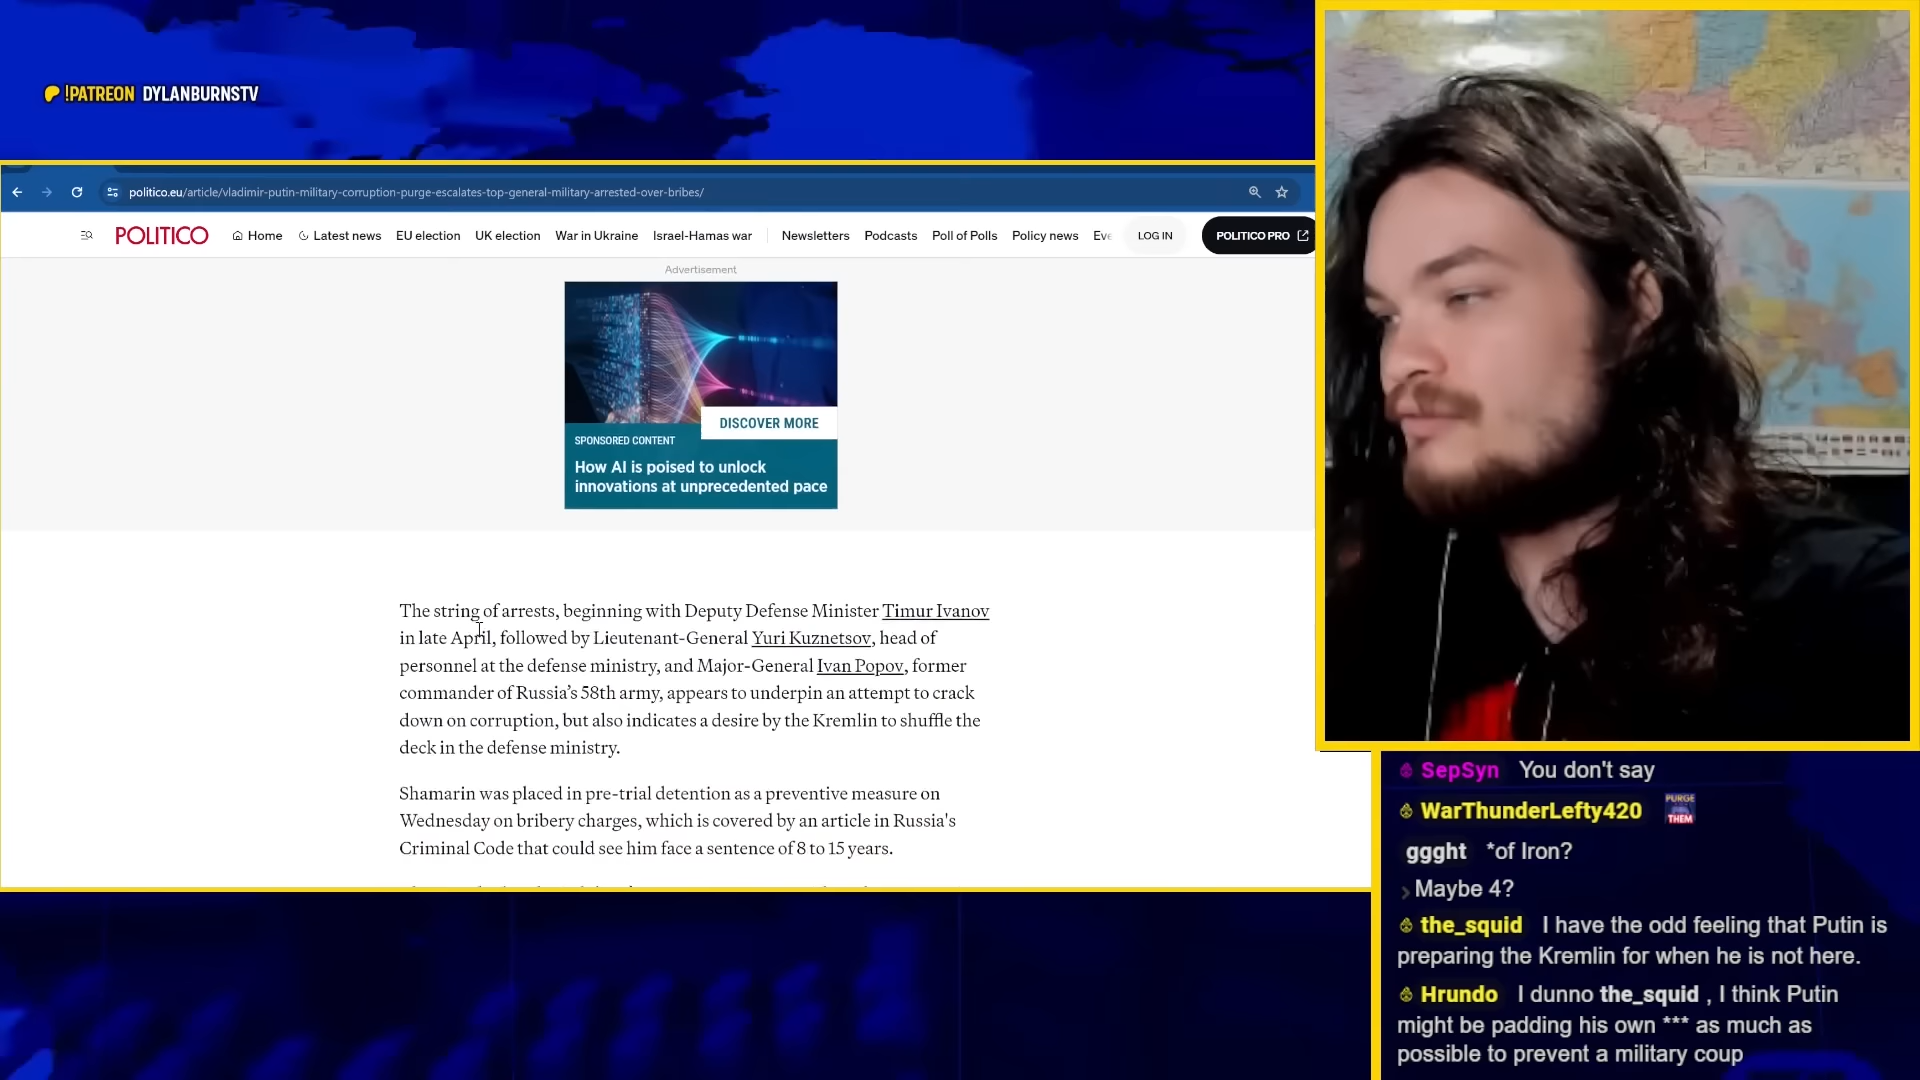 !PATREON DYLANBURNSTV
politico.eu/article/vladimir-putin-military-corruption-purge-escalates-top-general-military-arrested-over-bribes/
POLITICO Home Latest news EU election UK election War in Ukraine Israel-Hamas war Newsletters Podcasts Poll of Polls Policy news Eve LOG IN POLITICO PRO
Advertisement
DISCOVER MORE
SPONSORED CONTENT
How AI is poised to unlock
innovations at unprecedented pace
The string of arrests, beginning with Deputy Defense Minister Timur Ivanov
in late April, followed by Lieutenant-General Yuri Kuznetsov, head of
personnel at the defense ministry, and Major-General Ivan Popov, former
commander of Russia’s 58th army, appears to underpin an attempt to crack
down on corruption, but also indicates a desire by the Kremlin to shuffle the
deck in the defense ministry.
Shamarin was placed in pre-trial detention as a preventive measure on
Wednesday on bribery charges, which is covered by an article in Russia's
Criminal Code that could see him face a sentence of 8 to 15 years.
SepSyn You don't say
WarThunderLefty420 PURGE THEM
ggght *of Iron?
Maybe 4?
the_squid I have the odd feeling that Putin is
preparing the Kremlin for when he is not here.
Hrundo I dunno the_squid , I think Putin
might be padding his own *** as much as
possible to prevent a military coup